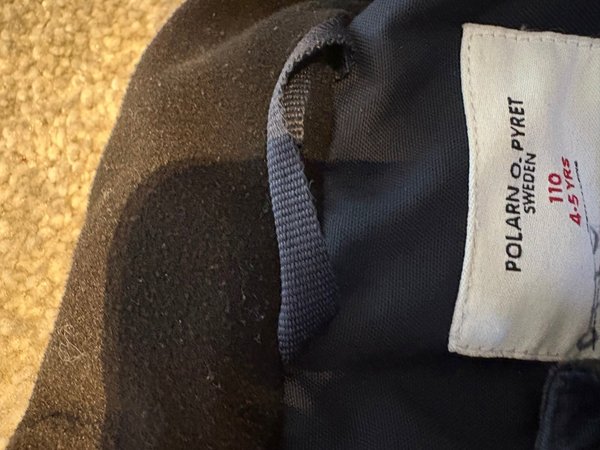 POLARN O. PYRET
SWEDEN
110
4-5 YRS